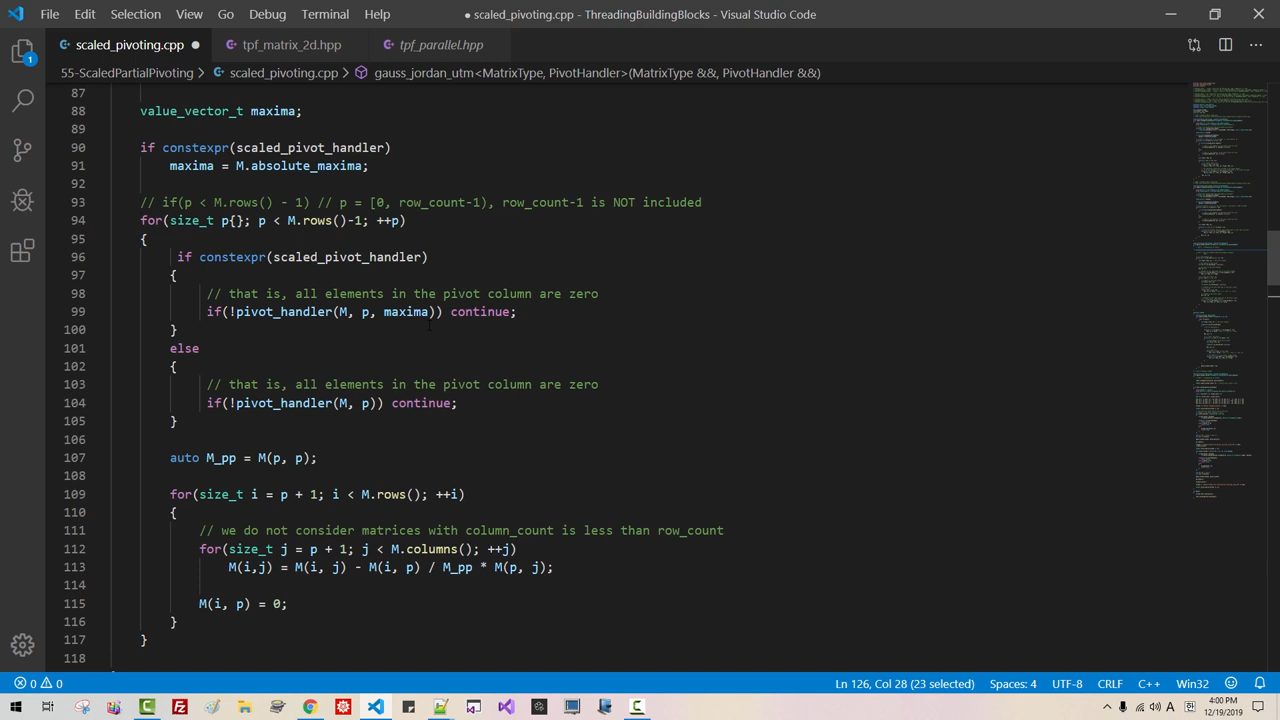 File Edit Selection View Go Debug Terminal Help
● scaled_pivoting.cpp - ThreadingBuildingBlocks - Visual Studio Code
scaled_pivoting.cpp ● tpf_matrix_2d.hpp tpf_parallel.hpp
55-ScaledPartialPivoting > scaled_pivoting.cpp > gauss_jordan_utm<MatrixType, PivotHandler>(MatrixType &&, PivotHandler &&)
87
88 value_vector_t maxima;
89
90 if constexpr(scaled_pivot_handler)
91 maxima = M.absolute_maxima;
92
93 // if(p < M.rows() - 1) p in [0, row_count-1), row_count- is NOT included
94 for(size_t p{}; p < M.rows()-1; ++p)
95 {
96 if constexpr(scaled_pivot_handler)
97 {
98 // that is, all elements in the pivot column are zero
99 if(!pivot_handler(M, p, maxima)) continue;
100 }
101 else
102 {
103 // that is, all elements in the pivot column are zero
104 if(!pivot_handler(M, p)) continue;
105 }
106
107 auto M_pp = M(p, p);
108
109 for(size_t i = p + 1; i < M.rows(); ++i)
110 {
111 // we do not consider matrices with column_count is less than row_count
112 for(size_t j = p + 1; j < M.columns(); ++j)
113 M(i,j) = M(i, j) - M(i, p) / M_pp * M(p, j);
114
115 M(i, p) = 0;
116 }
117 }
118
0 0 Ln 126, Col 28 (23 selected) Spaces: 4 UTF-8 CRLF C++ Win32
1
4:00 PM
12/19/2019